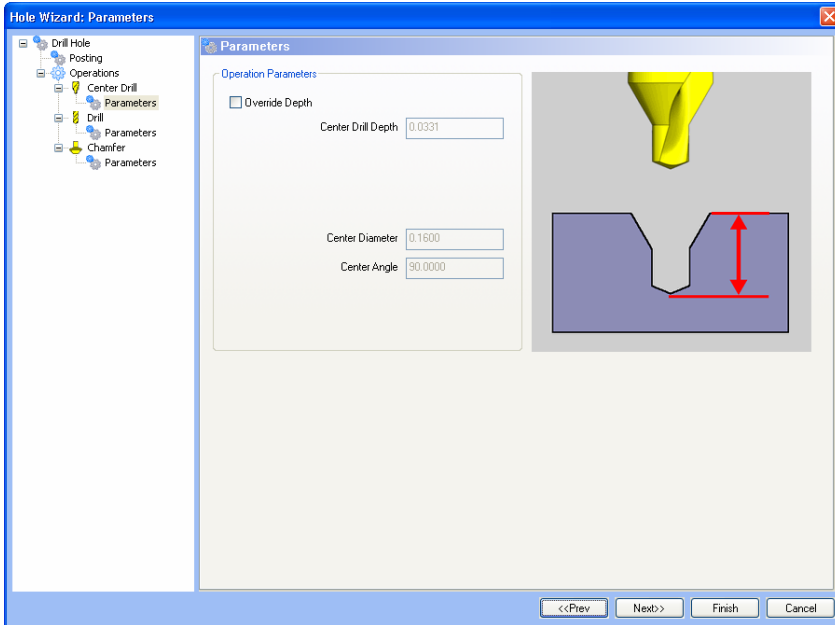 Hole Wizard: Parameters
Drill Hole
Posting
Operations
Center Drill
Parameters
Drill
Parameters
Chamfer
Parameters
Parameters
Operation Parameters
Override Depth
Center Drill Depth 0.0331
Center Diameter 0.1600
Center Angle 90.0000
<<Prev Next>> Finish Cancel